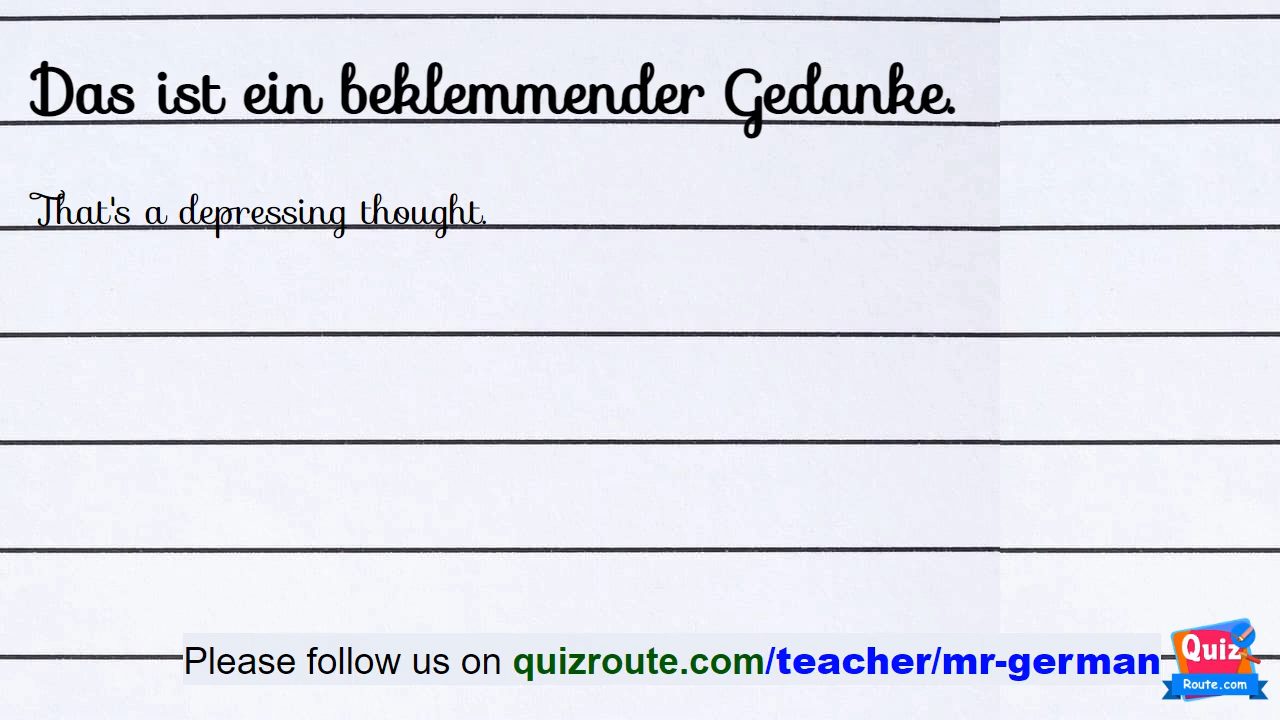 Das ist ein beklemmender Gedanke.
That's a depressing thought.
Please follow us on quizroute.com/teacher/mr-german
Quiz
Route.com